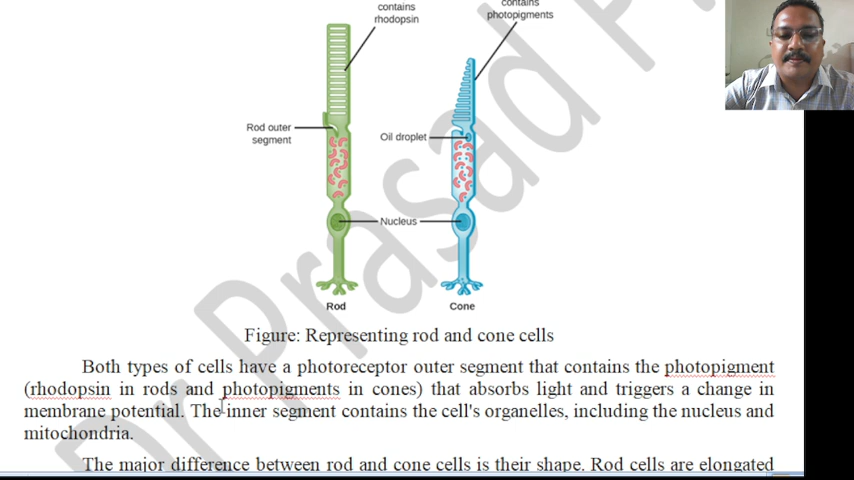 contains
rhodopsin
contains
photopigments
Rod outer
segment
Oil droplet
Nucleus
Rod
Cone
Figure: Representing rod and cone cells
Both types of cells have a photoreceptor outer segment that contains the photopigment
(rhodopsin in rods and photopigments in cones) that absorbs light and triggers a change in
membrane potential. The inner segment contains the cell's organelles, including the nucleus and
mitochondria.
The major difference between rod and cone cells is their shape. Rod cells are elongated
Dr Prasad